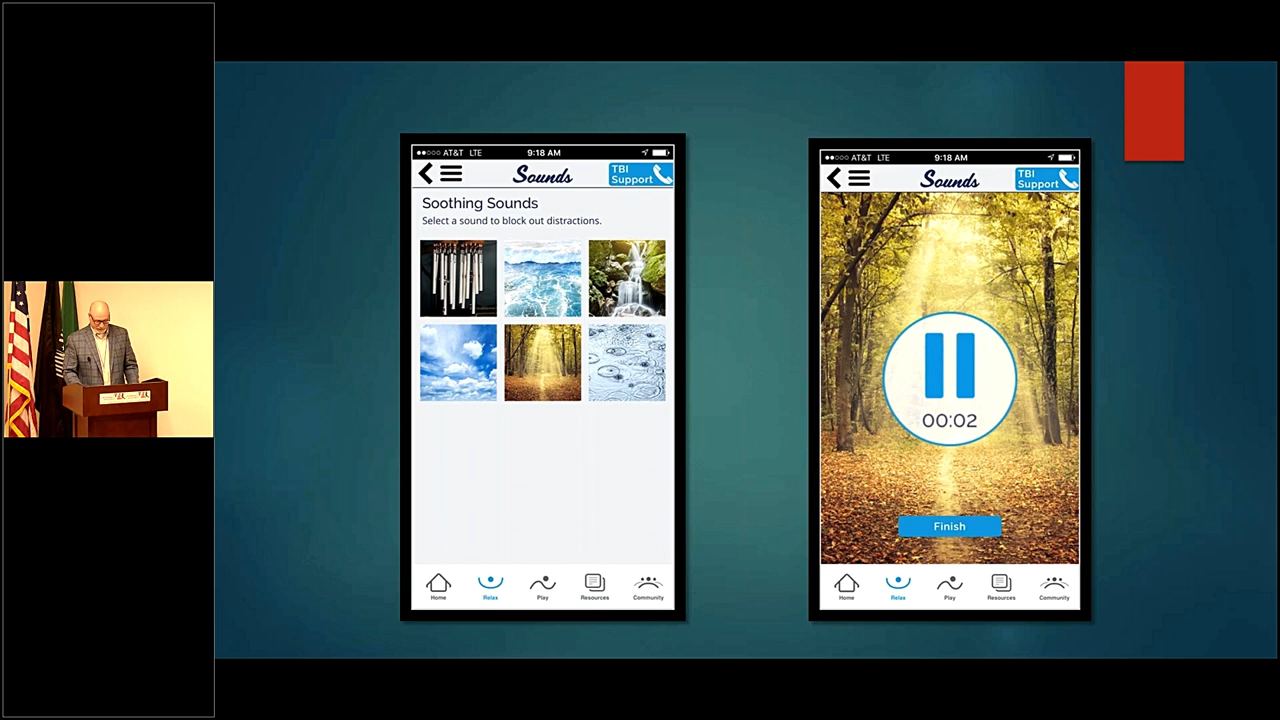 AT&T LTE 9:18 AM
Sounds
TBI
Support
Soothing Sounds
Select a sound to block out distractions.
Home Relax Play Resources Community
AT&T LTE 9:18 AM
Sounds
TBI
Support
00:02
Finish
Home Relax Play Resources Community